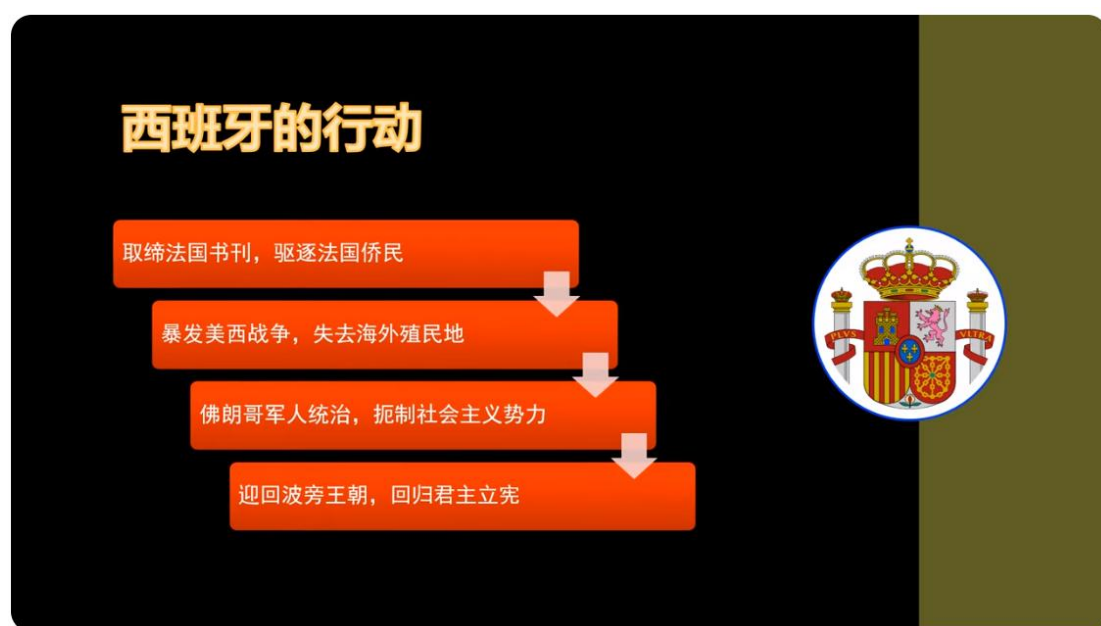 西班牙的行动
取缔法国书刊，驱逐法国侨民
暴发美西战争，失去海外殖民地
佛朗哥军人统治，扼制社会主义势力
迎回波旁王朝，回归君主立宪
PLVS
VLTRA